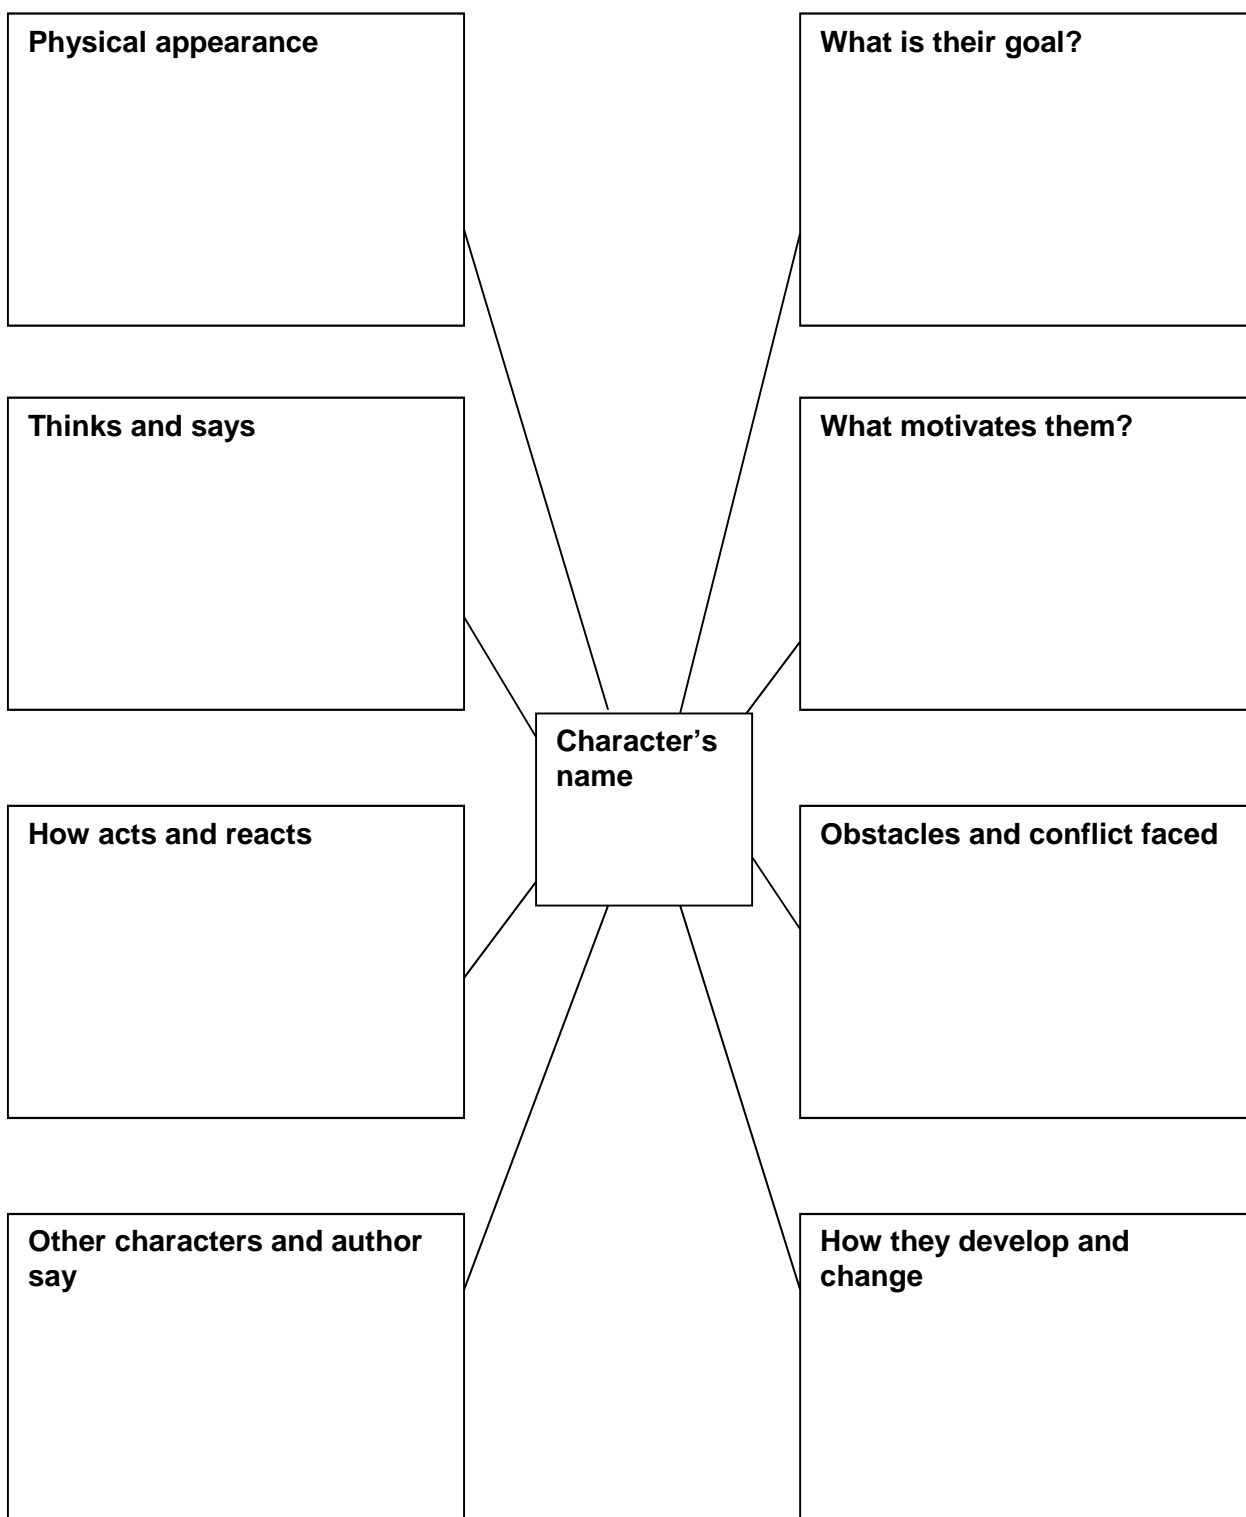 Physical appearance
What is their goal?
Thinks and says
What motivates them?
Character’s
name
How acts and reacts
Obstacles and conflict faced
Other characters and author
say
How they develop and
change